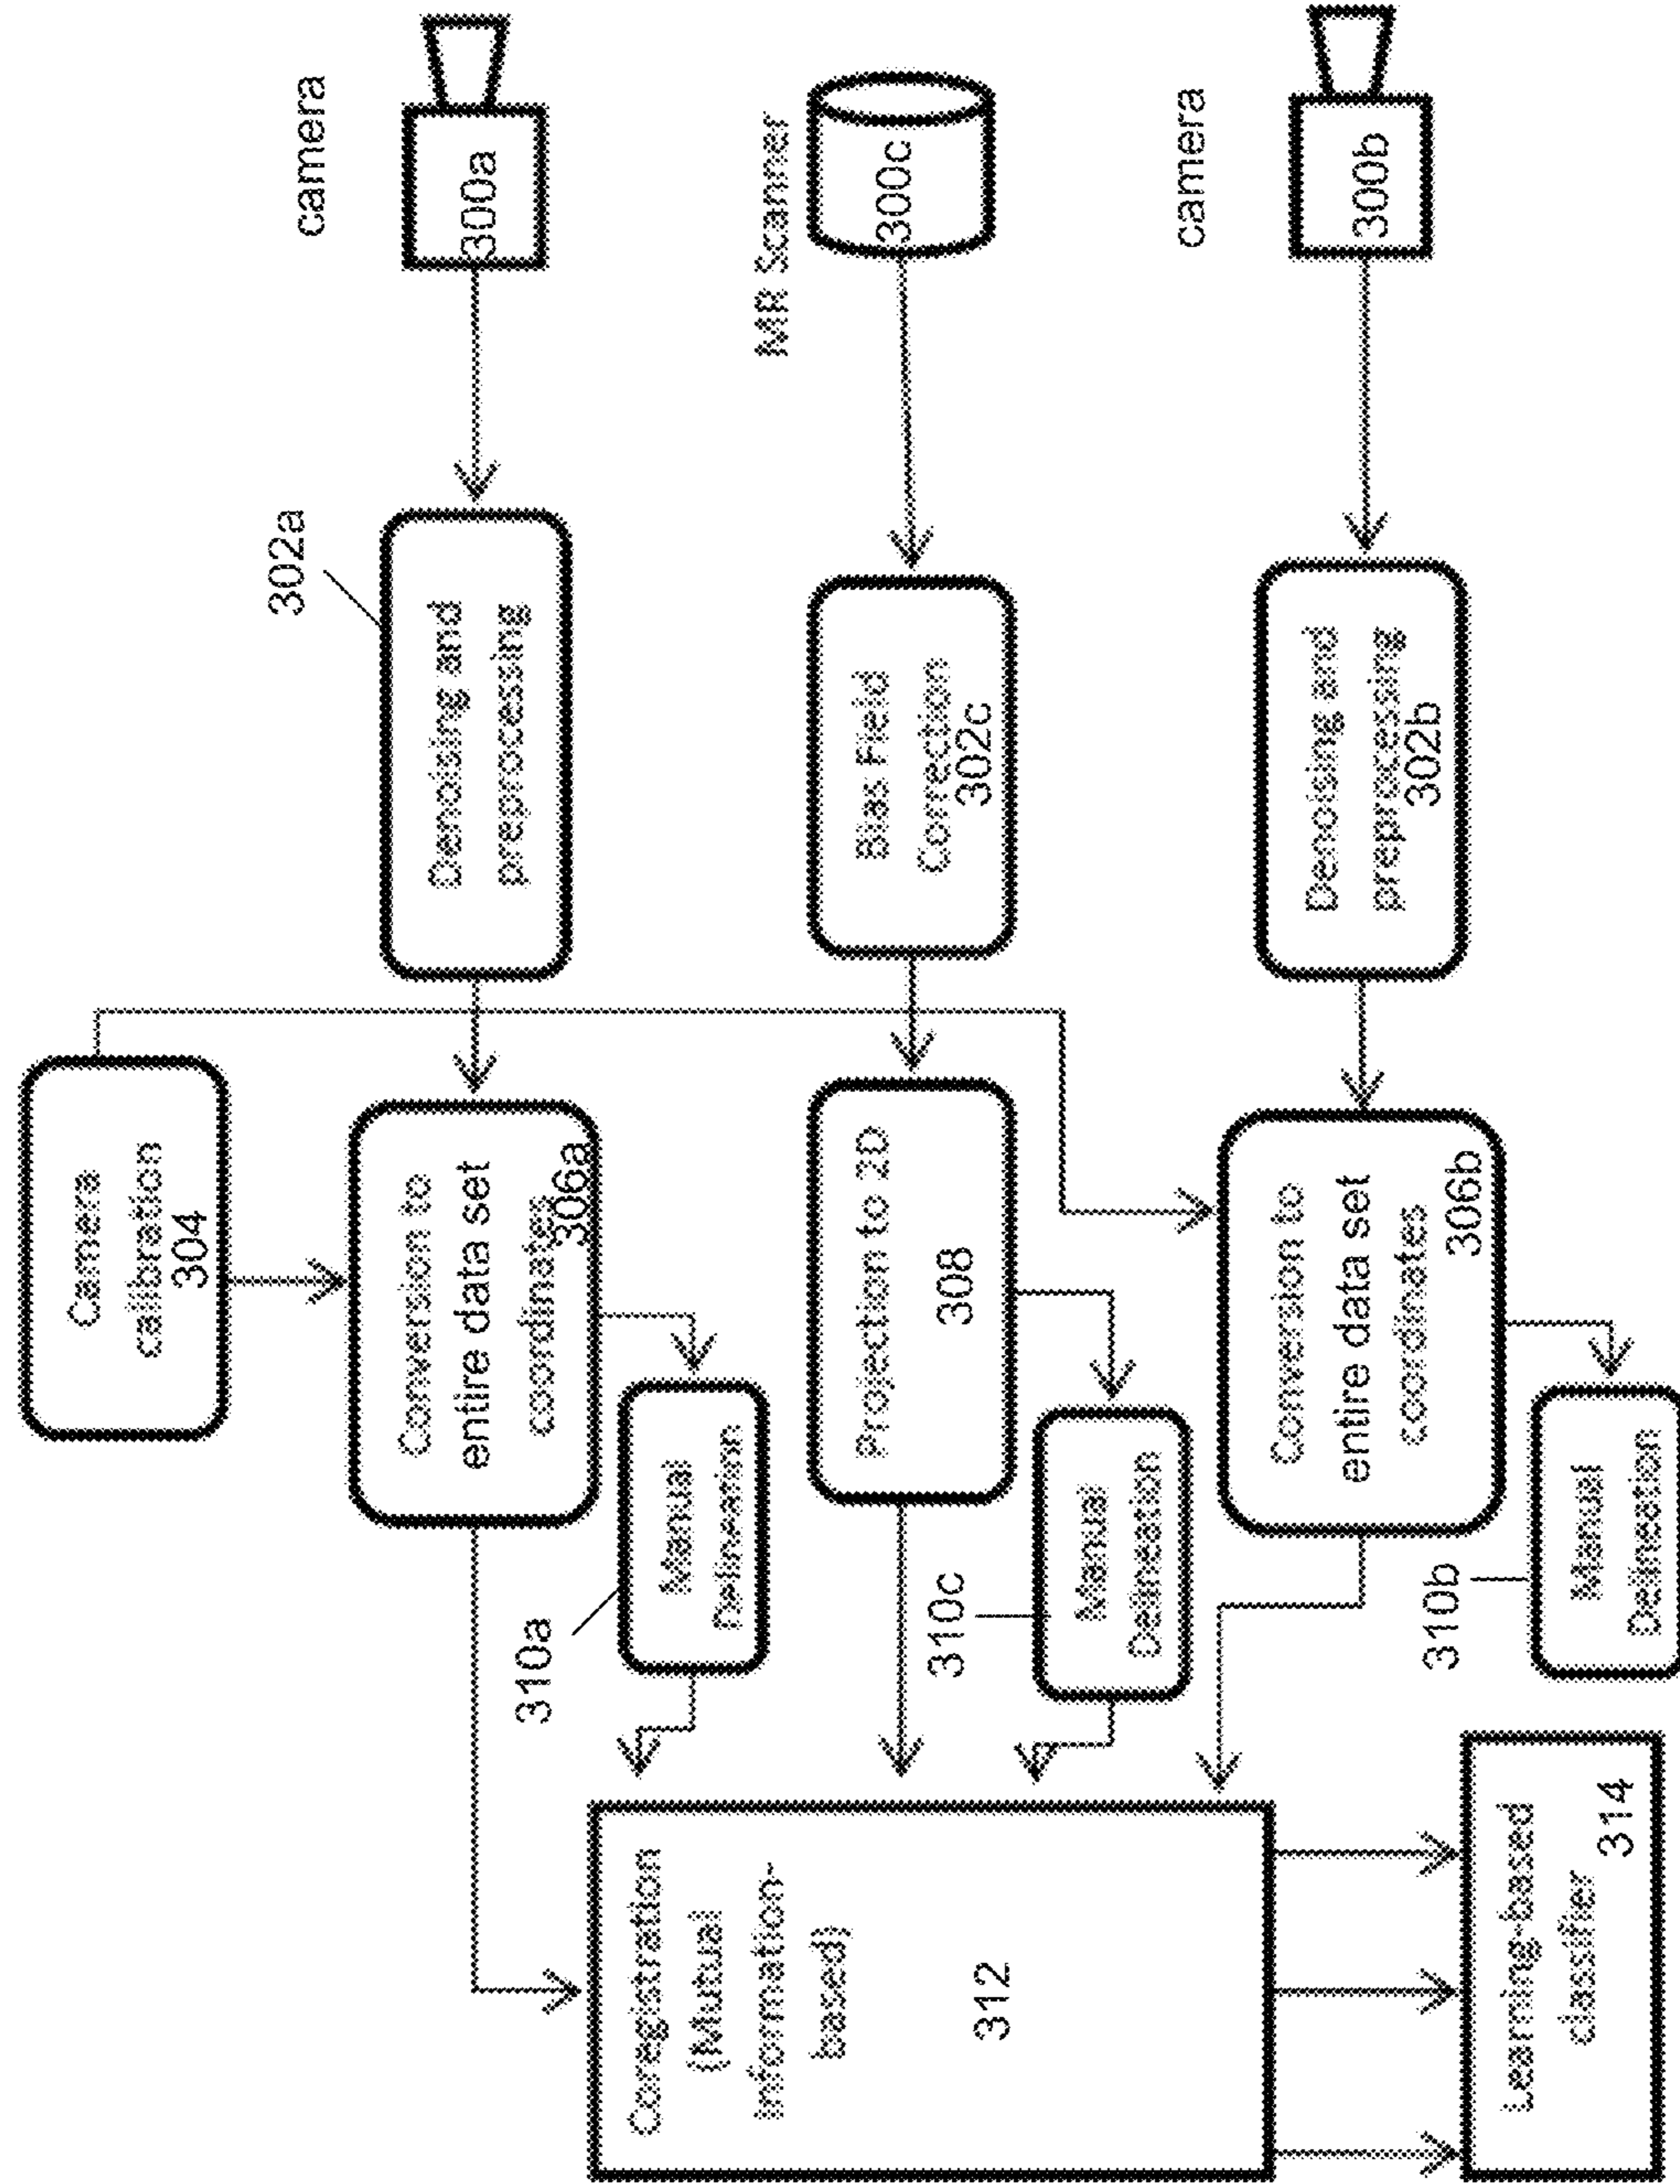 camera
300a
MR Scanner
300c
camera
300b
302a
Denoising and
preprocessing
Bias Field
Correction
302c
Denoising and
preprocessing
302b
Camera
calibration
304
Conversion to
entire data set
coordinates
306a
Projection to 2D
308
Conversion to
entire data set
coordinates
306b
310a
Manual
Delineation
310c
Manual
Delineation
310b
Manual
Delineation
Coregistration
(Mutual
Information-
based)
312
Learning-based
classifier
314